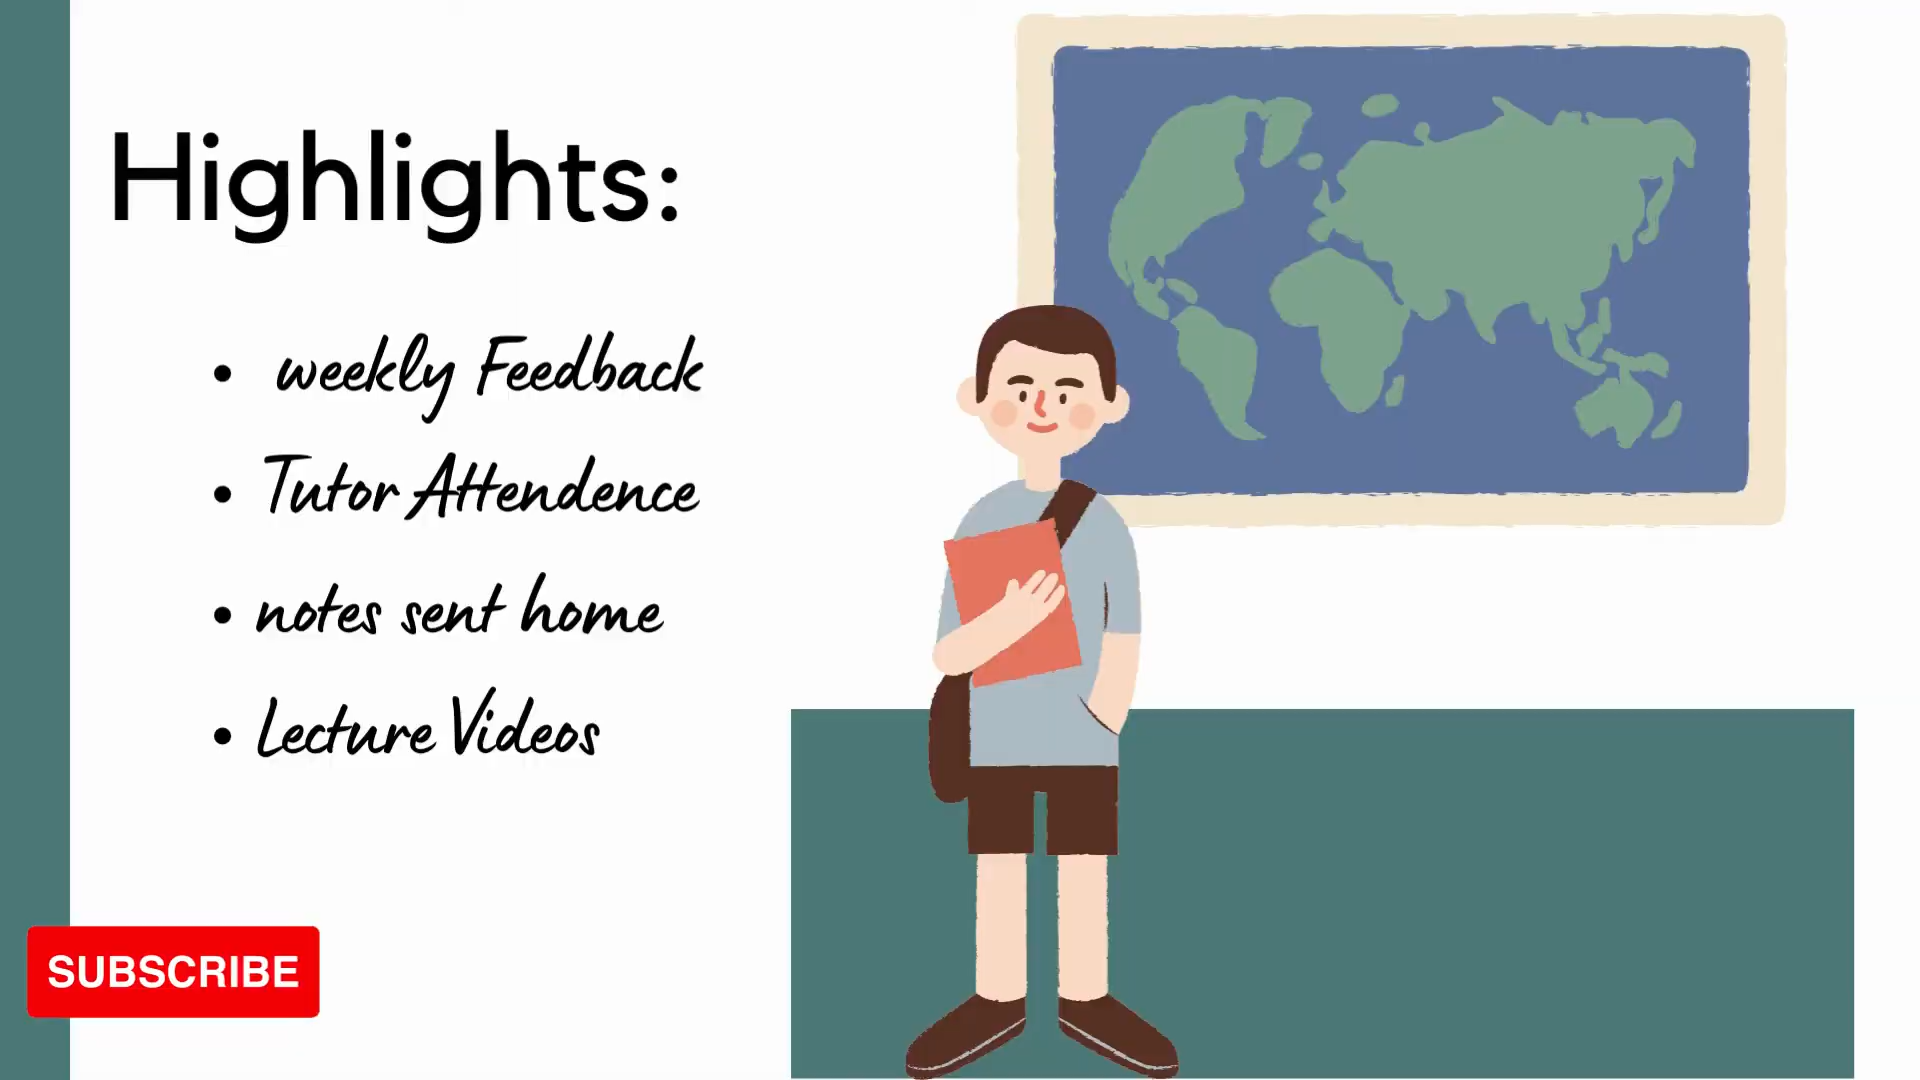 Highlights:
• weekly Feedback
• Tutor Attendence
• notes sent home
• Lecture Videos
SUBSCRIBE